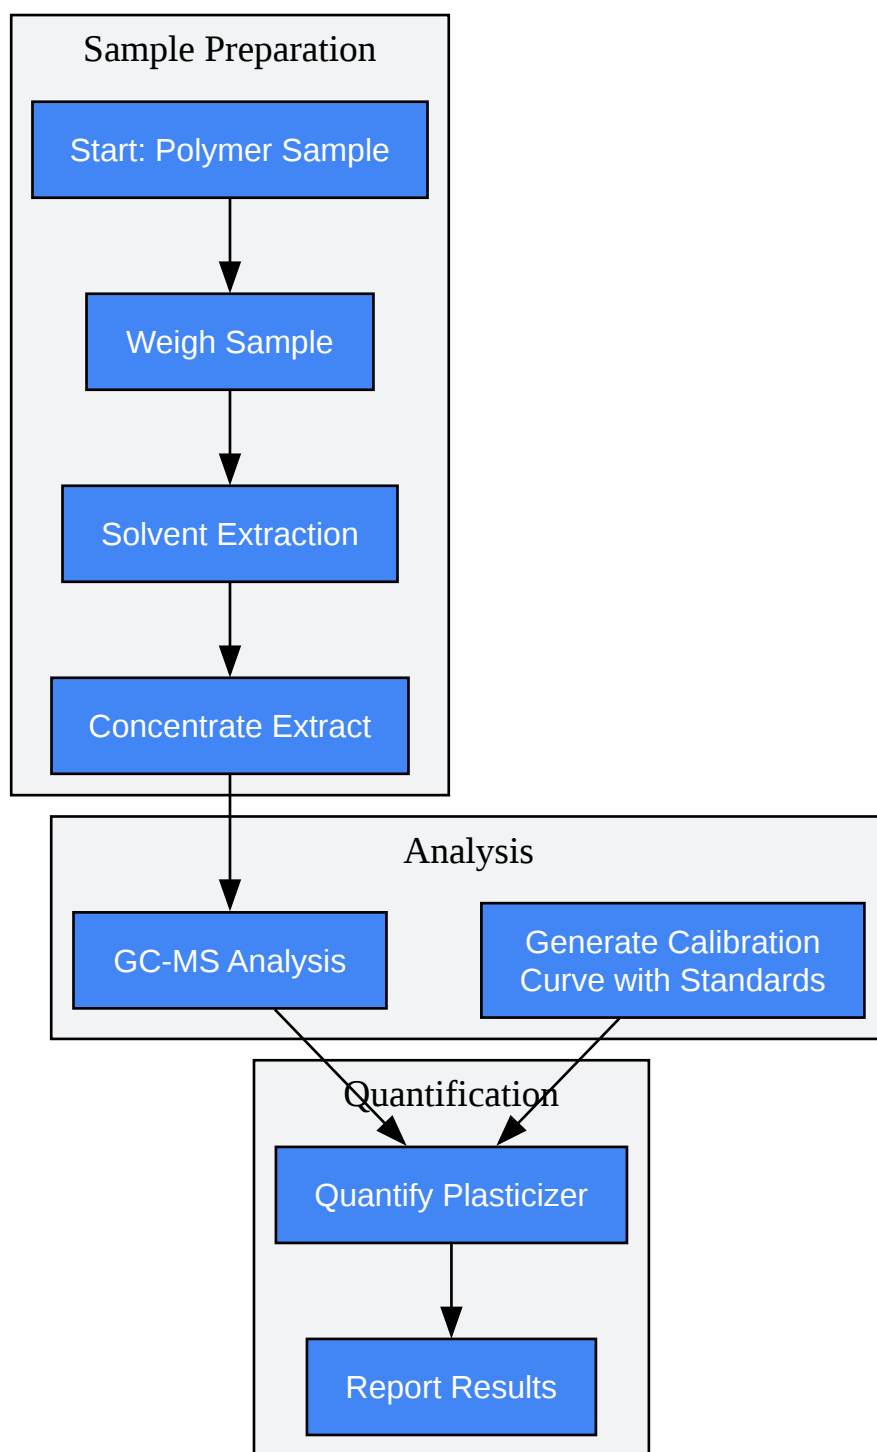 Sample Preparation
Start: Polymer Sample
Weigh Sample
Solvent Extraction
Concentrate Extract
Analysis
GC-MS Analysis
Generate Calibration
Curve with Standards
Quantification
Quantify Plasticizer
Report Results